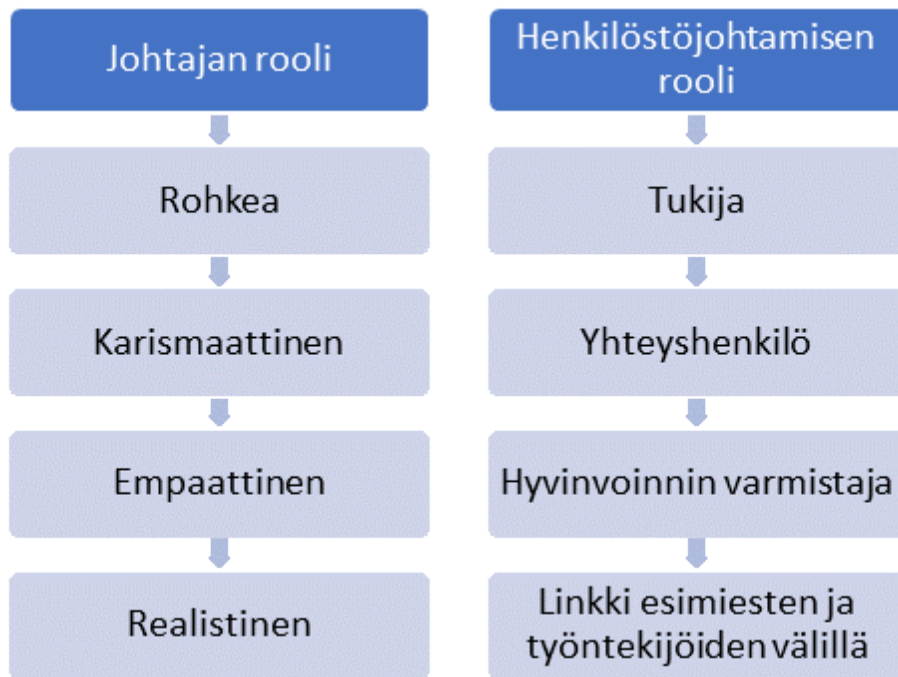 Johtajan rooli
Rohkea
Karismaattinen
Empaattinen
Realistinen
Henkilöstöjohtamisen
rooli
Tukija
Yhteyshenkilö
Hyvinvoinnin varmistaja
Linkki esimiesten ja
työntekijöiden välillä